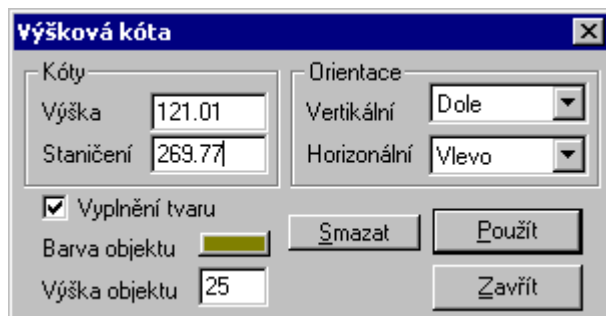 Výšková kóta
Kóty
Výška 121.01
Staničení 269.77
Orientace
Vertikální Dole
Horizonální Vlevo
Vyplnění tvaru
Barva objektu
Výška objektu 25
Smazat
Použít
Zavřít